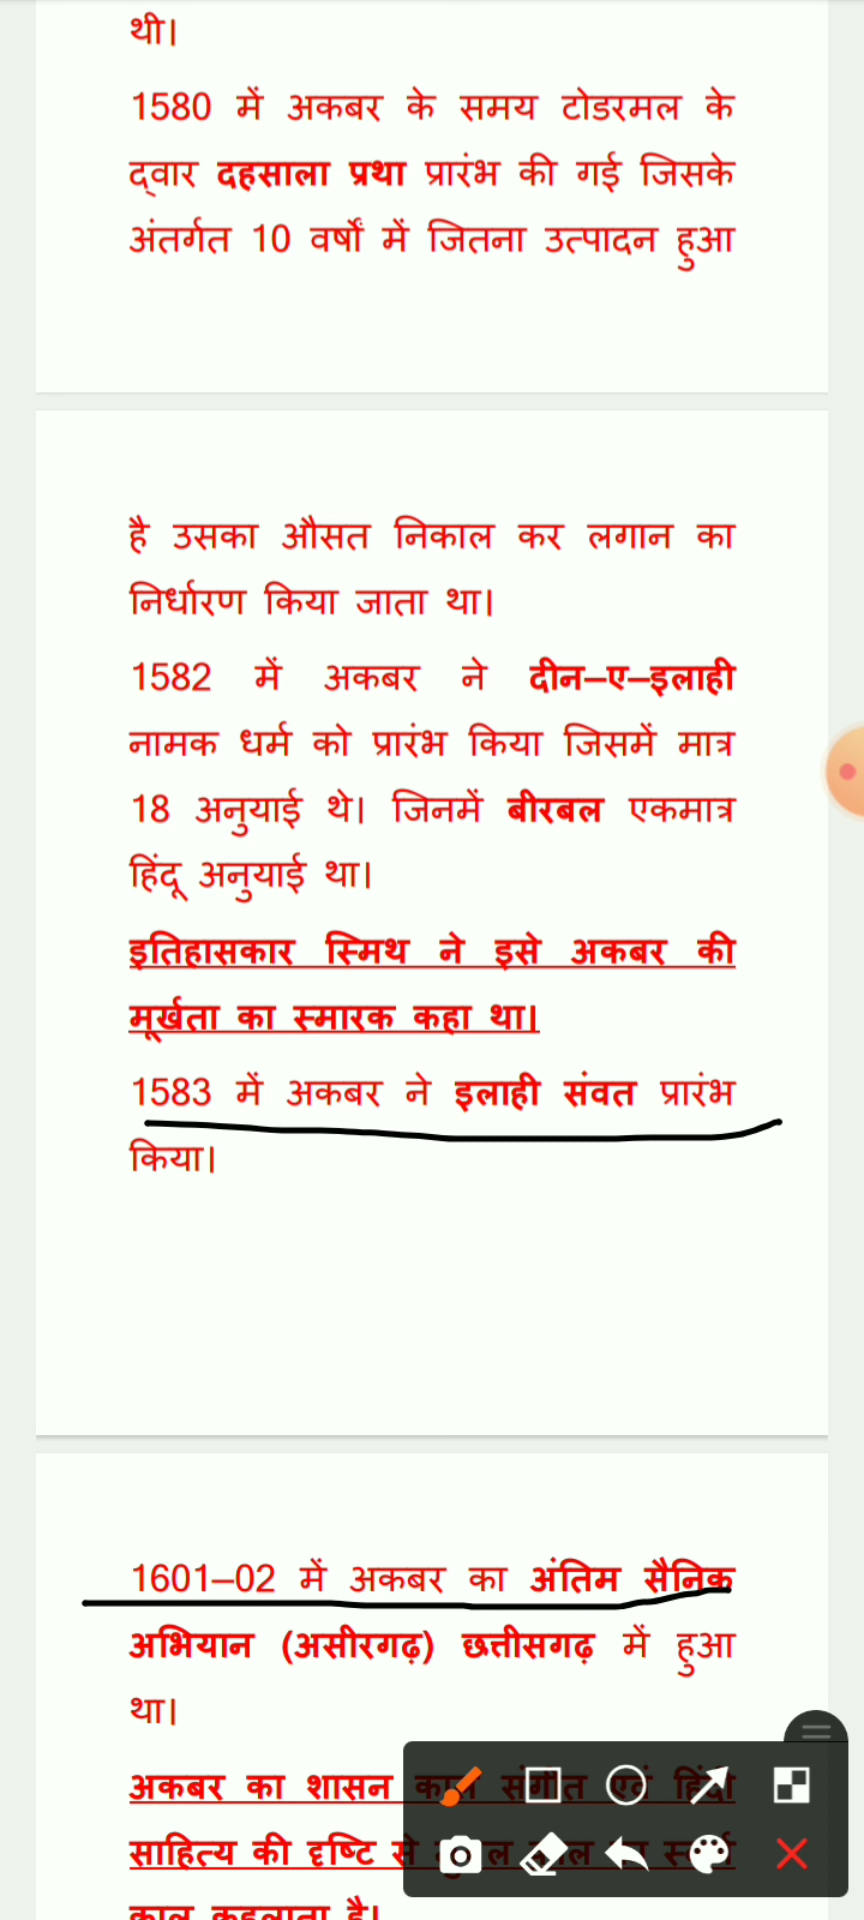 थी।
1580 में अकबर के समय टोडरमल के
द्वार दहसाला प्रथा प्रारंभ की गई जिसके
अंतर्गत 10 वर्षों में जितना उत्पादन हुआ
है उसका औसत निकाल कर लगान का
निर्धारण किया जाता था।
1582 में अकबर ने दीन–ए–इलाही
नामक धर्म को प्रारंभ किया जिसमें मात्र
18 अनुयाई थे। जिनमें बीरबल एकमात्र
हिंदू अनुयाई था।
इतिहासकार स्मिथ ने इसे अकबर की
मूर्खता का स्मारक कहा था।
1583 में अकबर ने इलाही संवत प्रारंभ
किया।
1601–02 में अकबर का अंतिम सैनिक
अभियान (असीरगढ़) छत्तीसगढ़ में हुआ
था।
अकबर का शासन काल संगीत एवं हिंदी
साहित्य की दृष्टि से
काल कहलाता है।